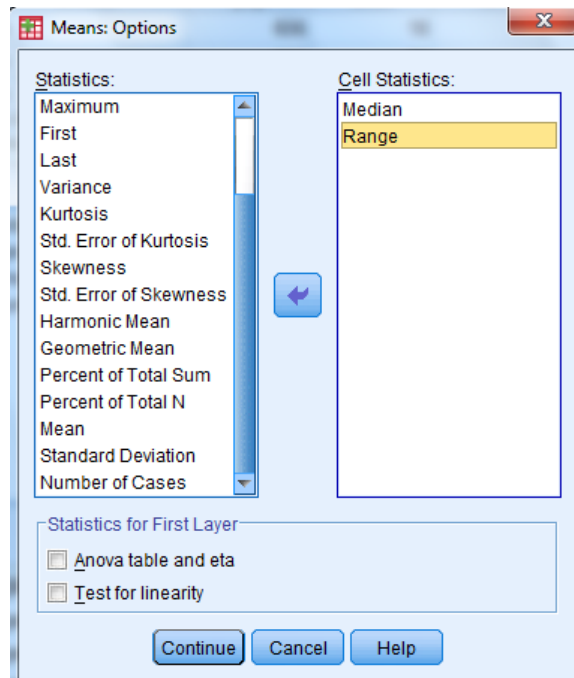 Means: Options
Statistics:
Maximum
First
Last
Variance
Kurtosis
Std. Error of Kurtosis
Skewness
Std. Error of Skewness
Harmonic Mean
Geometric Mean
Percent of Total Sum
Percent of Total N
Mean
Standard Deviation
Number of Cases
Cell Statistics:
Median
Range
Statistics for First Layer
Anova table and eta
Test for linearity
Continue
Cancel
Help